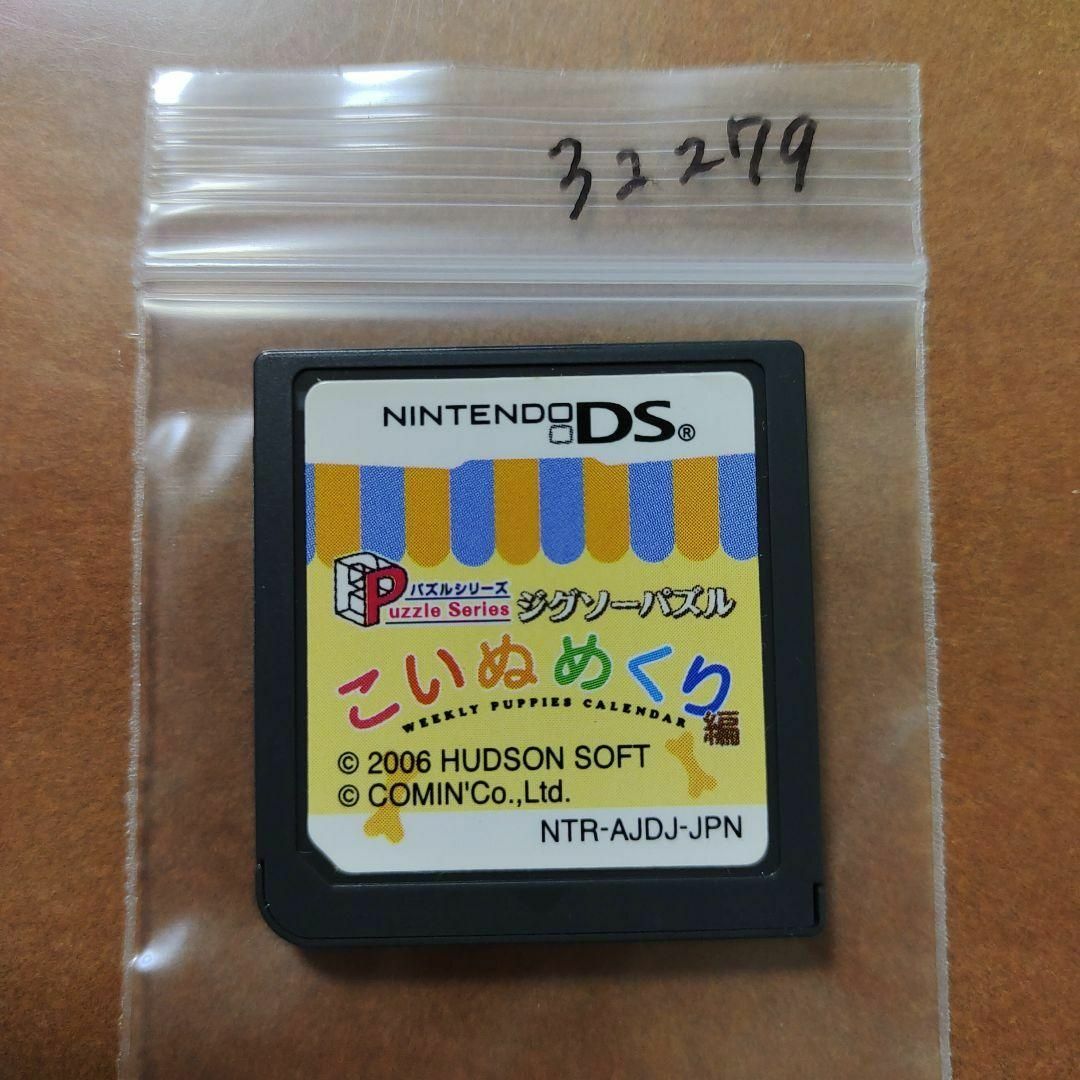 32279
NINTENDO DS®
パズルシリーズ
Puzzle Series
ジグソーパズル
こいぬめくり編
WEEKLY PUPPIES CALENDAR
© 2006 HUDSON SOFT
© COMIN'Co.,Ltd.
NTR-AJDJ-JPN